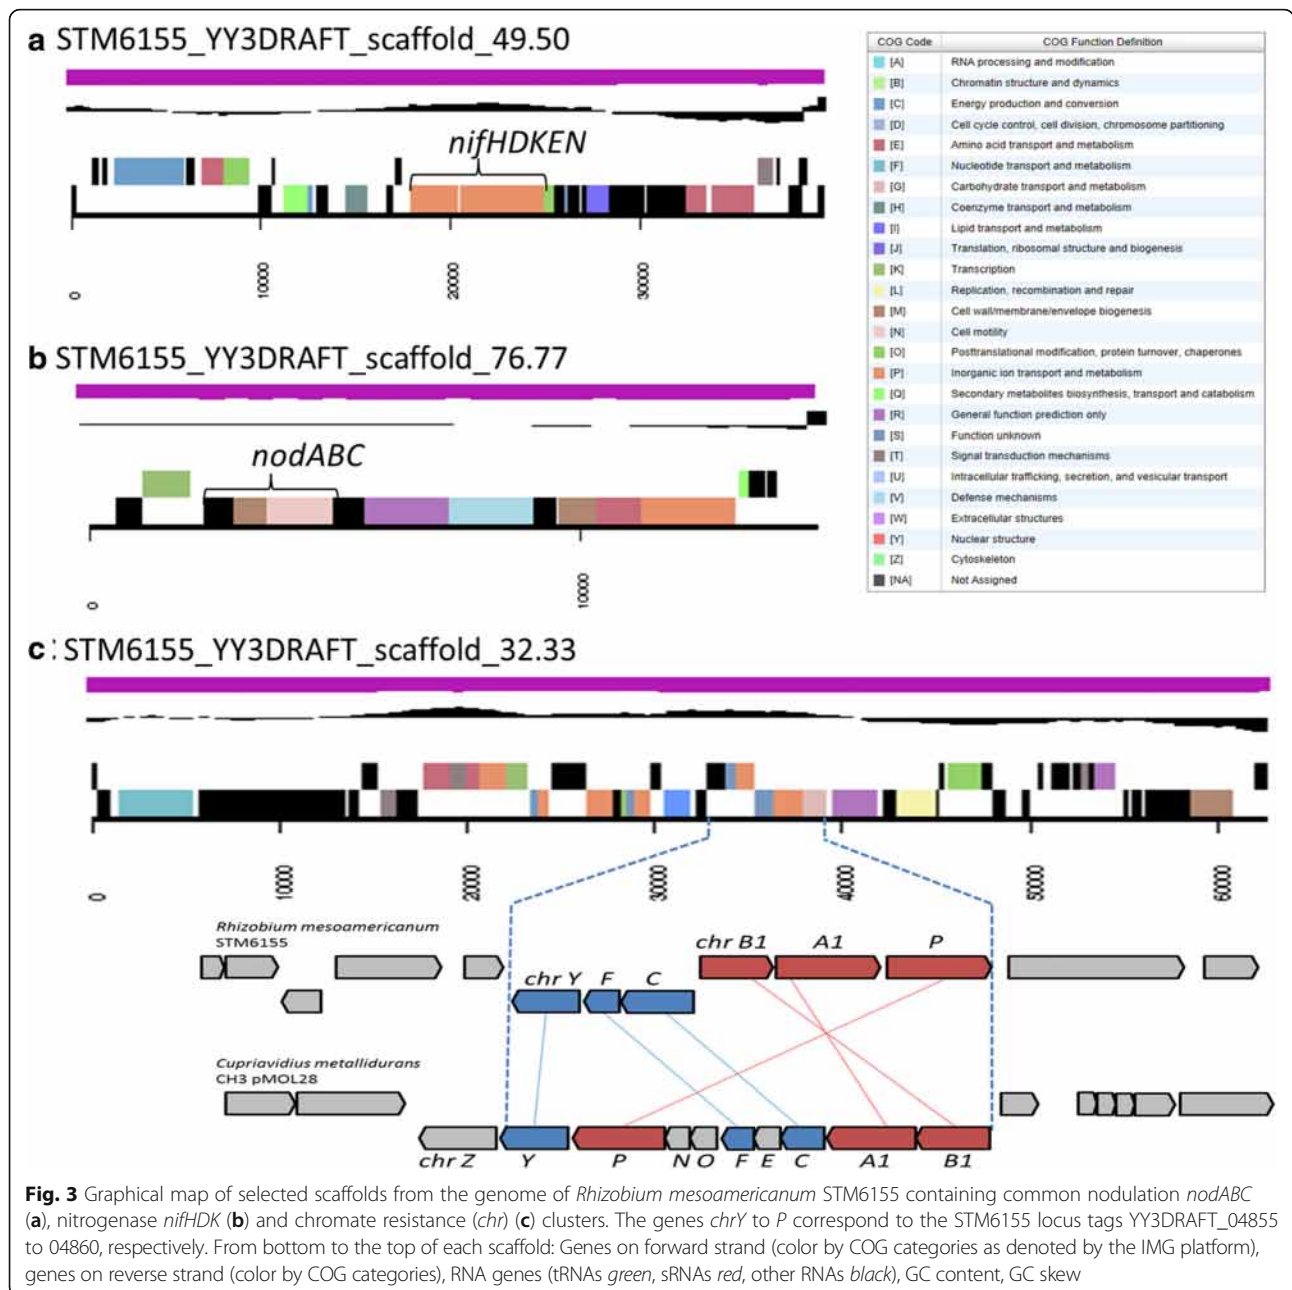 a STM6155_YY3DRAFT_scaffold_49.50
nifHDKEN
0 10000 20000 30000
b STM6155_YY3DRAFT_scaffold_76.77
nodABC
0 10000
COG Code COG Function Definition
[A] RNA processing and modification
[B] Chromatin structure and dynamics
[C] Energy production and conversion
[D] Cell cycle control, cell division, chromosome partitioning
[E] Amino acid transport and metabolism
[F] Nucleotide transport and metabolism
[G] Carbohydrate transport and metabolism
[H] Coenzyme transport and metabolism
[I] Lipid transport and metabolism
[J] Translation, ribosomal structure and biogenesis
[K] Transcription
[L] Replication, recombination and repair
[M] Cell wall/membrane/envelope biogenesis
[N] Cell motility
[O] Posttranslational modification, protein turnover, chaperones
[P] Inorganic ion transport and metabolism
[Q] Secondary metabolites biosynthesis, transport and catabolism
[R] General function prediction only
[S] Function unknown
[T] Signal transduction mechanisms
[U] Intracellular trafficking, secretion, and vesicular transport
[V] Defense mechanisms
[W] Extracellular structures
[Y] Nuclear structure
[Z] Cytoskeleton
[NA] Not Assigned
c : STM6155_YY3DRAFT_scaffold_32.33
0 10000 20000 30000 40000 50000 60000
Rhizobium mesoamericanum
STM6155
chr B1 A1 P
chr Y F C
Cupriavidius metallidurans
CH3 pMOL28
chr Z Y P N O F E C A1 B1
Fig. 3 Graphical map of selected scaffolds from the genome of Rhizobium mesoamericanum STM6155 containing common nodulation nodABC
(a), nitrogenase nifHDK (b) and chromate resistance (chr) (c) clusters. The genes chrY to P correspond to the STM6155 locus tags YY3DRAFT_04855
to 04860, respectively. From bottom to the top of each scaffold: Genes on forward strand (color by COG categories as denoted by the IMG platform),
genes on reverse strand (color by COG categories), RNA genes (tRNAs green, sRNAs red, other RNAs black), GC content, GC skew